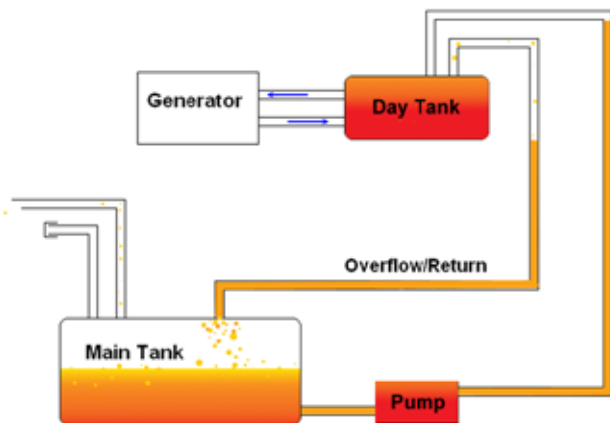 Generator
Day Tank
Overflow/Return
Main Tank
Pump